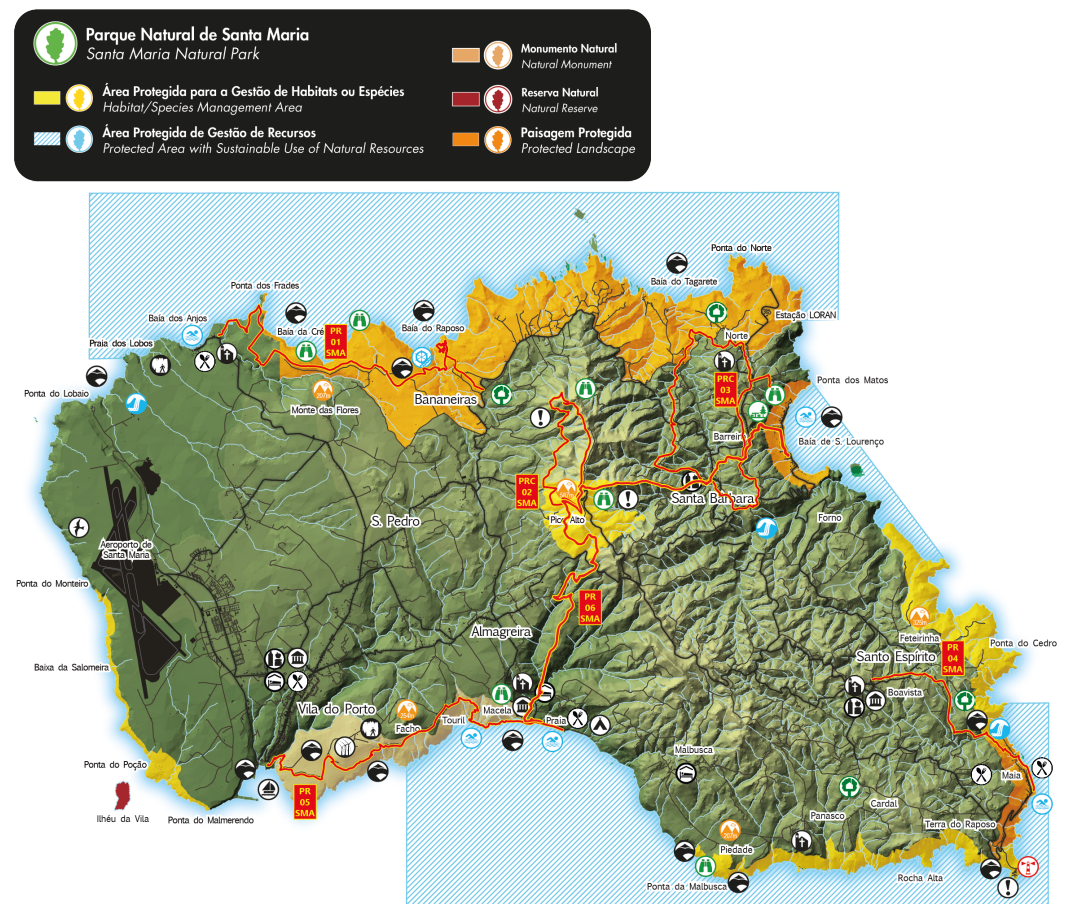 Parque Natural de Santa Maria
Santa Maria Natural Park
Área Protegida para a Gestão de Habitats ou Espécies
Habitat/Species Management Area
Área Protegida de Gestão de Recursos
Protected Area with Sustainable Use of Natural Resources
Monumento Natural
Natural Monument
Reserva Natural
Natural Reserve
Paisagem Protegida
Protected Landscape
Ponta do Norte
Baía do Tagarete
Ponta dos Frades
Baía dos Anjos
Estação LORAN
Baía da Cré
Baía do Raposo
PR
01
SMA
Norte
Praia dos Lobos
PRC
03
SMA
Ponta dos Matos
Ponta do Lobaio
207m
Monte das Flores
Bananeiras
Barreiro
Baía de S. Lourenço
PRC
02
SMA
Santa Bárbara
Pico Alto
S. Pedro
Forno
Aeroporto de
Santa Maria
Ponta do Monteiro
PR
06
SMA
Almagreira
Feteirinha
Ponta do Cedro
Santo Espírito
PR
04
SMA
Baixa da Salomeira
Boavista
Vila do Porto
Macela
Touril
Praia
Facho
Malbusca
Ponta do Poção
PR
05
SMA
Maia
Cardal
Panasco
Terra do Raposo
Ilhéu da Vila
Ponta do Malmerendo
Piedade
Rocha Alta
Ponta da Malbusca